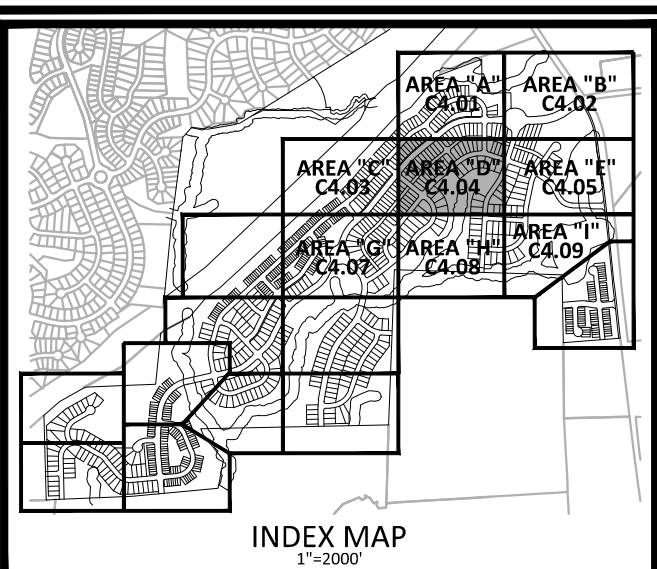 AREA "A"
C4.01
AREA "B"
C4.02
AREA "C"
C4.03
AREA "D"
C4.04
AREA "E"
C4.05
AREA "G"
C4.07
AREA "H"
C4.08
AREA "I"
C4.09
INDEX MAP
1"=2000'